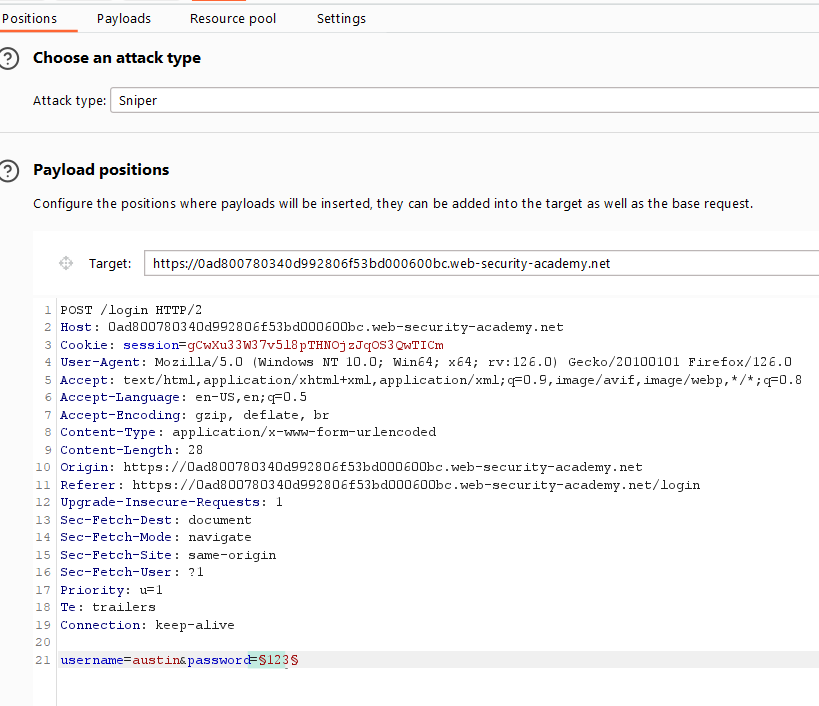 Positions Payloads Resource pool Settings
? Choose an attack type
Attack type: Sniper
? Payload positions
Configure the positions where payloads will be inserted, they can be added into the target as well as the base request.
Target: https://0ad800780340d992806f53bd000600bc.web-security-academy.net
1 POST /login HTTP/2
2 Host: 0ad800780340d992806f53bd000600bc.web-security-academy.net
3 Cookie: session=gCwXu33W37v5l8pTHNOjzJqOS3QwTICm
4 User-Agent: Mozilla/5.0 (Windows NT 10.0; Win64; x64; rv:126.0) Gecko/20100101 Firefox/126.0
5 Accept: text/html,application/xhtml+xml,application/xml;q=0.9,image/avif,image/webp,*/*;q=0.8
6 Accept-Language: en-US,en;q=0.5
7 Accept-Encoding: gzip, deflate, br
8 Content-Type: application/x-www-form-urlencoded
9 Content-Length: 28
10 Origin: https://0ad800780340d992806f53bd000600bc.web-security-academy.net
11 Referer: https://0ad800780340d992806f53bd000600bc.web-security-academy.net/login
12 Upgrade-Insecure-Requests: 1
13 Sec-Fetch-Dest: document
14 Sec-Fetch-Mode: navigate
15 Sec-Fetch-Site: same-origin
16 Sec-Fetch-User: ?1
17 Priority: u=1
18 Te: trailers
19 Connection: keep-alive
20
21 username=austin&password=§123§